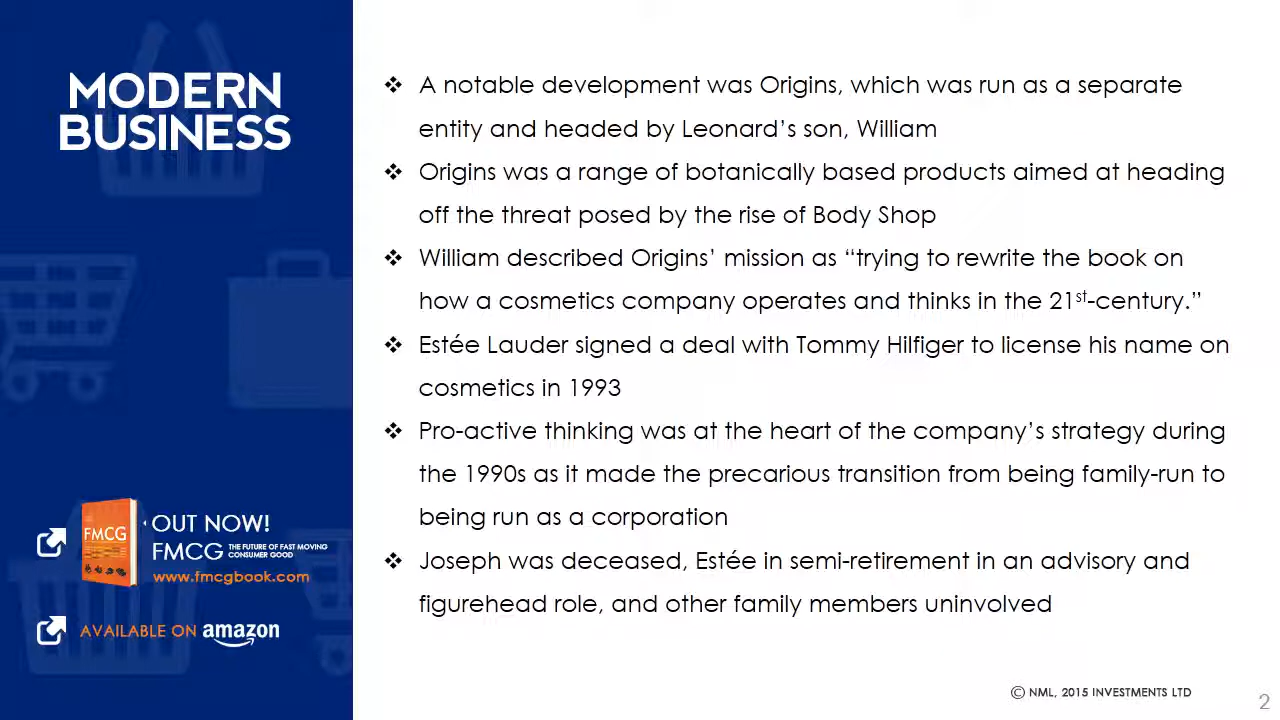 MODERN
BUSINESS
❖ A notable development was Origins, which was run as a separate
entity and headed by Leonard’s son, William
❖ Origins was a range of botanically based products aimed at heading
off the threat posed by the rise of Body Shop
❖ William described Origins’ mission as “trying to rewrite the book on
how a cosmetics company operates and thinks in the 21st-century.”
❖ Estée Lauder signed a deal with Tommy Hilfiger to license his name on
cosmetics in 1993
❖ Pro-active thinking was at the heart of the company’s strategy during
the 1990s as it made the precarious transition from being family-run to
being run as a corporation
❖ Joseph was deceased, Estée in semi-retirement in an advisory and
figurehead role, and other family members uninvolved
FMCG
OUT NOW!
FMCG THE FUTURE OF FAST MOVING
CONSUMER GOOD
www.fmcgbook.com
AVAILABLE ON amazon
© NML, 2015 INVESTMENTS LTD
2